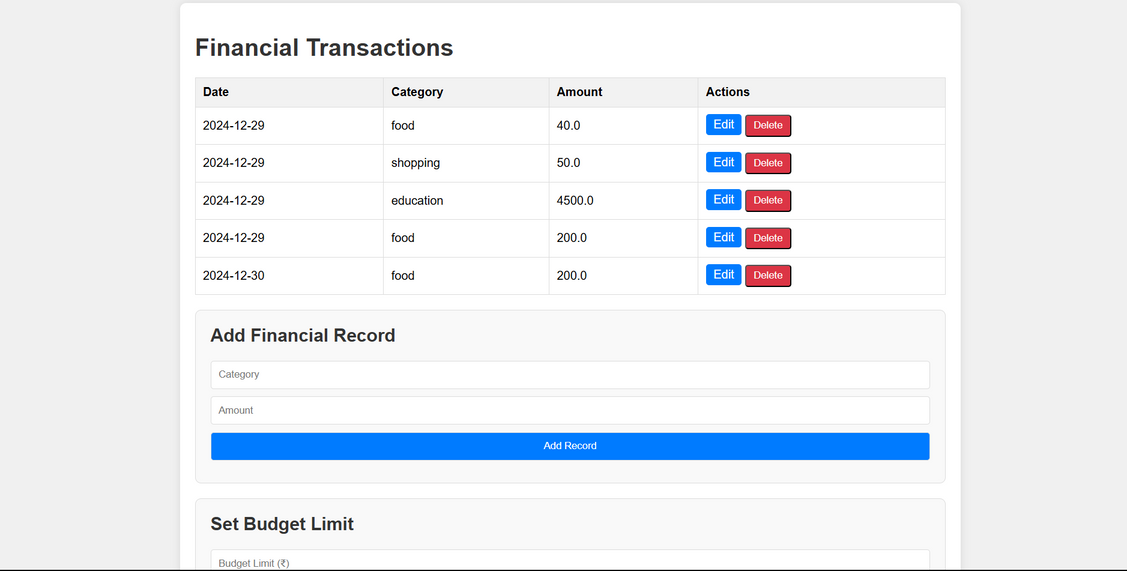 Financial Transactions
Date Category Amount Actions
2024-12-29 food 40.0 Edit Delete
2024-12-29 shopping 50.0 Edit Delete
2024-12-29 education 4500.0 Edit Delete
2024-12-29 food 200.0 Edit Delete
2024-12-30 food 200.0 Edit Delete
Add Financial Record
Category
Amount
Add Record
Set Budget Limit
Budget Limit (₹)